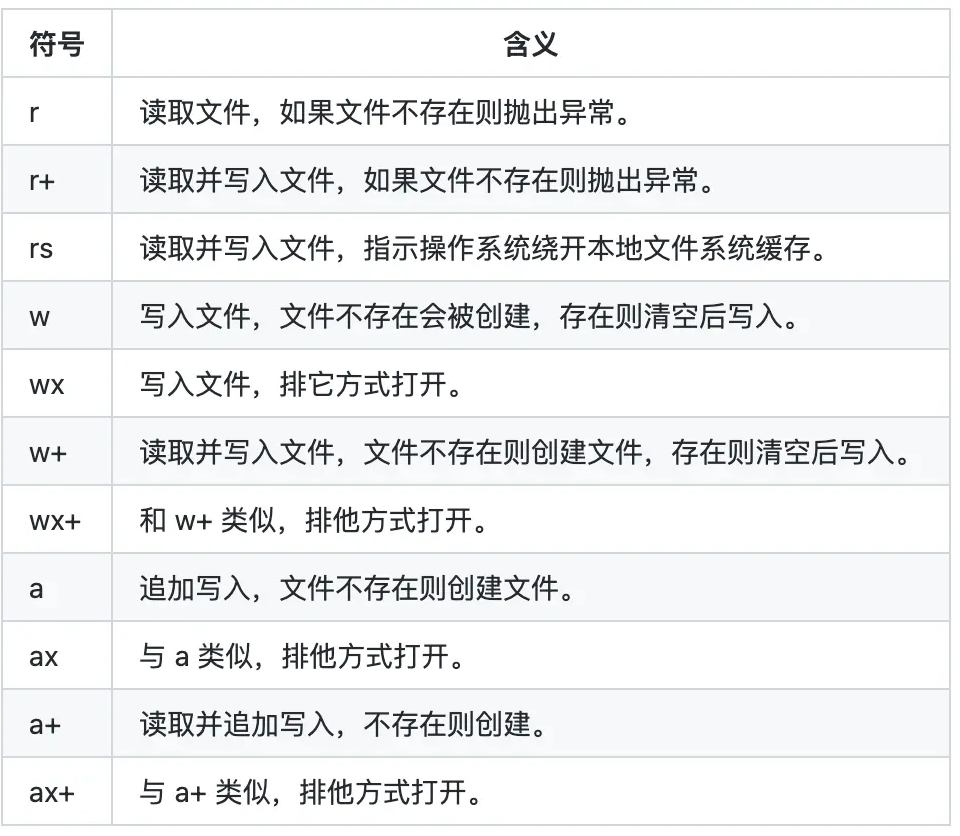 符号 含义
r 读取文件，如果文件不存在则抛出异常。
r+ 读取并写入文件，如果文件不存在则抛出异常。
rs 读取并写入文件，指示操作系统绕开本地文件系统缓存。
w 写入文件，文件不存在会被创建，存在则清空后写入。
wx 写入文件，排它方式打开。
w+ 读取并写入文件，文件不存在则创建文件，存在则清空后写入。
wx+ 和 w+ 类似，排他方式打开。
a 追加写入，文件不存在则创建文件。
ax 与 a 类似，排他方式打开。
a+ 读取并追加写入，不存在则创建。
ax+ 与 a+ 类似，排他方式打开。